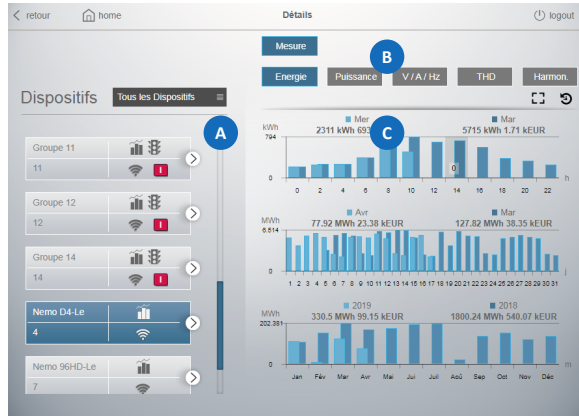 retour
home
Détails
logout
Mesure
B
Energie
Puissance
V / A / Hz
THD
Harmon.
Dispositifs
Tous les Dispositifs
A
C
Groupe 11
11
I
Groupe 12
12
I
Groupe 14
14
I
Nemo D4-Le
4
Nemo 96HD-Le
7
kWh
Mer
Mar
2311 kWh 693
5715 kWh 1.71 kEUR
794
0
0
0 2 4 6 8 10 12 14 16 18 20 22
h
MWh
Avr
Mar
77.92 MWh 23.38 kEUR
127.82 MWh 38.35 kEUR
6.514
0
1 2 3 4 5 6 7 8 9 10 11 12 13 14 15 16 17 18 19 20 21 22 23 24 25 26 27 28 29 30 31
j
MWh
2019
2018
330.5 MWh 99.15 kEUR
1800.24 MWh 540.07 kEUR
202.381
0
Jan Fév Mar Avr Mai Jui Juil Aoû Sep Oct Nov Déc
m